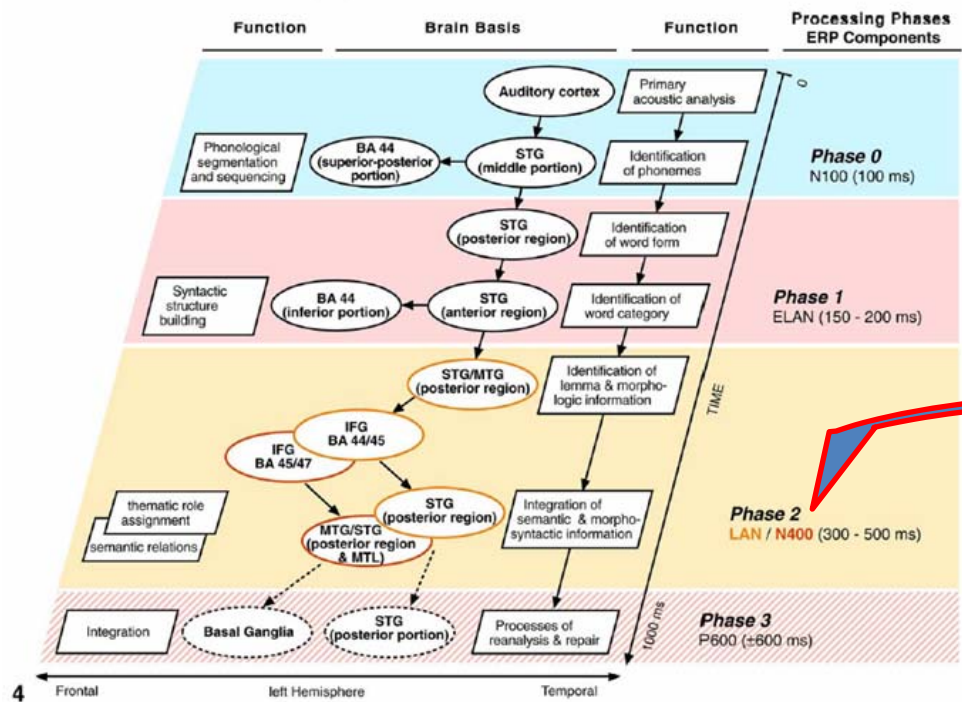 Function
Brain Basis
Function
Processing Phases
ERP Components
Auditory cortex
Primary
acoustic analysis
0
Phonological
segmentation
and sequencing
BA 44
(superior-posterior
portion)
STG
(middle portion)
Identification
of phonemes
Phase 0
N100 (100 ms)
STG
(posterior region)
Identification
of word form
Syntactic
structure
building
BA 44
(inferior portion)
STG
(anterior region)
Identification of
word category
Phase 1
ELAN (150 - 200 ms)
STG/MTG
(posterior region)
Identification of
lemma & morpho-
logic information
TIME
IFG
BA 44/45
IFG
BA 45/47
thematic role
assignment
semantic relations
STG
(posterior region)
MTG/STG
(posterior region
& MTL)
Integration of
semantic & morpho-
syntactic information
Phase 2
LAN / N400 (300 - 500 ms)
Integration
Basal Ganglia
STG
(posterior portion)
Processes of
reanalysis & repair
1000 ms
Phase 3
P600 (±600 ms)
4
Frontal
left Hemisphere
Temporal